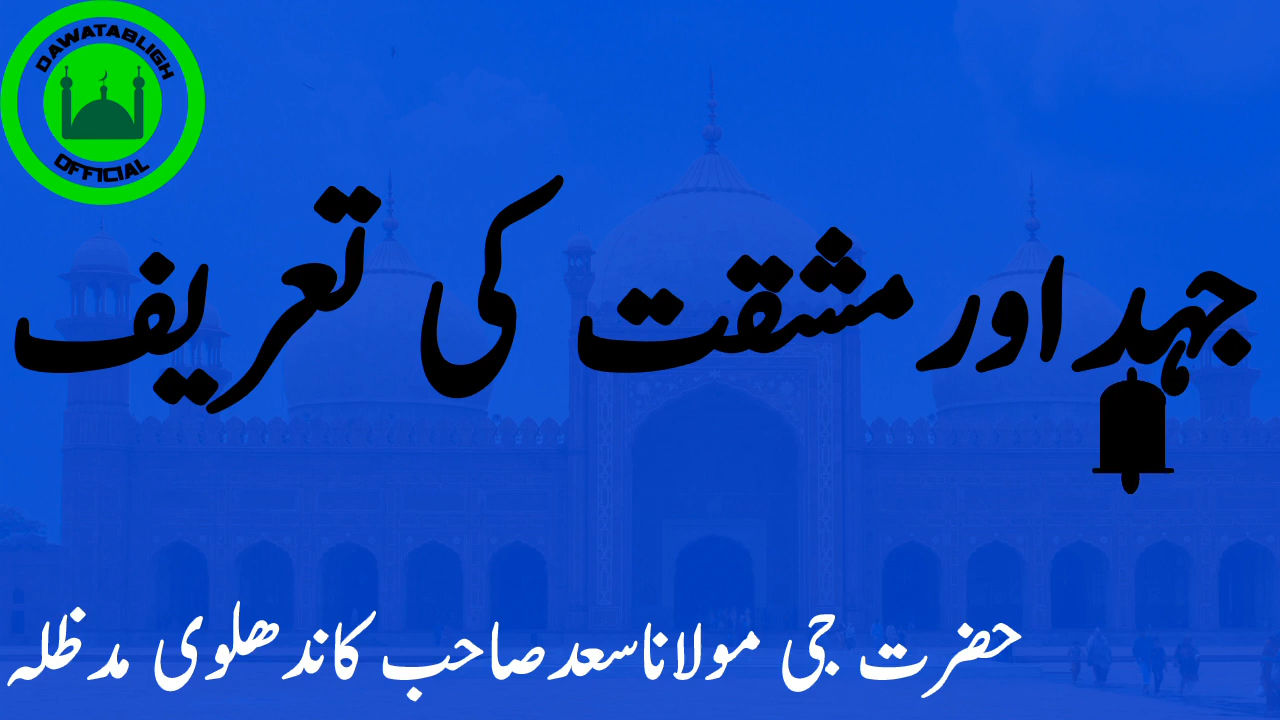 DAWATABLIGH
OFFICIAL
جہد اور مشقت کی تعریف
حضرت جی مولانا سعد صاحب کاندھلوی مدظلہ